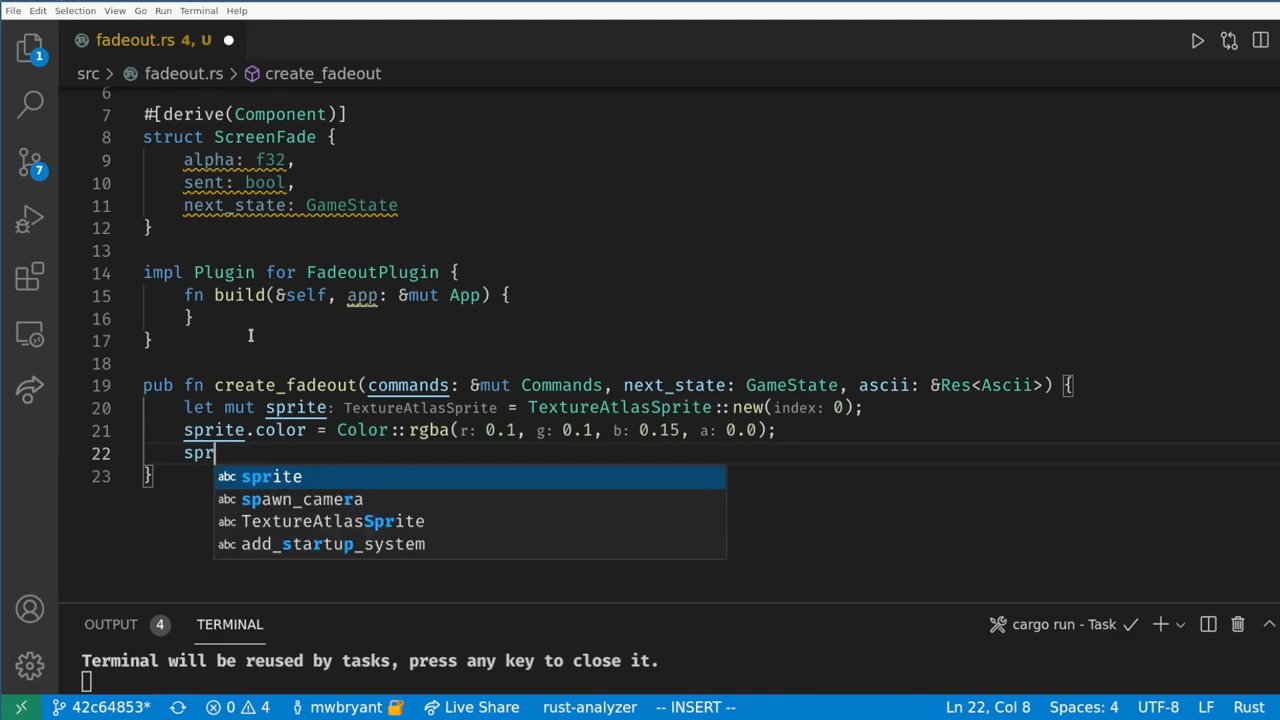 File Edit Selection View Go Run Terminal Help
fadeout.rs 4, U
src > fadeout.rs > create_fadeout
1
7
6
7 #[derive(Component)]
8 struct ScreenFade {
9 alpha: f32,
10 sent: bool,
11 next_state: GameState
12 }
13
14 impl Plugin for FadeoutPlugin {
15 fn build(&self, app: &mut App) {
16 }
17 }
18
19 pub fn create_fadeout(commands: &mut Commands, next_state: GameState, ascii: &Res<Ascii>) {
20 let mut sprite: TextureAtlasSprite = TextureAtlasSprite::new(index: 0);
21 sprite.color = Color::rgba(r: 0.1, g: 0.1, b: 0.15, a: 0.0);
22 spr
23 }
abc sprite
abc spawn_camera
abc TextureAtlasSprite
abc add_startup_system
OUTPUT 4 TERMINAL cargo run - Task
Terminal will be reused by tasks, press any key to close it.
42c64853* 0 4 mwbryant Live Share rust-analyzer -- INSERT -- Ln 22, Col 8 Spaces: 4 UTF-8 LF Rust